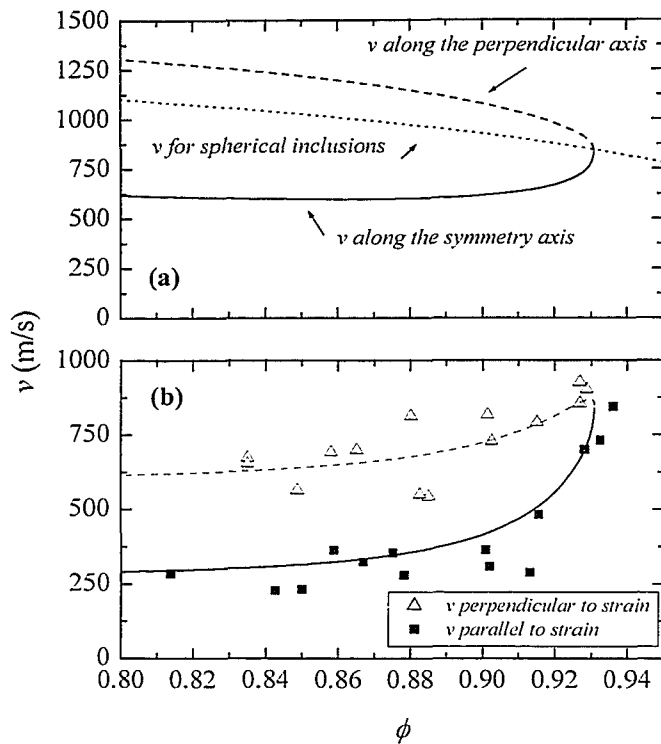 1500
v along the perpendicular axis
1250
1000
v for spherical inclusions
750
500
v along the symmetry axis
250
(a)
0
v (m/s)
1000
(b)
750
500
250
v perpendicular to strain
v parallel to strain
0
0.80 0.82 0.84 0.86 0.88 0.90 0.92 0.94
ϕ